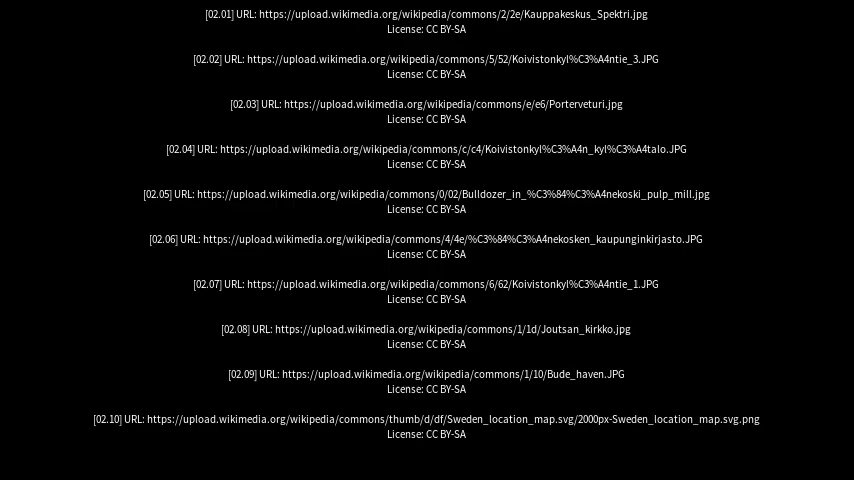 [02.01] URL: https://upload.wikimedia.org/wikipedia/commons/2/2e/Kauppakeskus_Spektri.jpg
License: CC BY-SA
[02.02] URL: https://upload.wikimedia.org/wikipedia/commons/5/52/Koivistonkyl%C3%A4ntie_3.JPG
License: CC BY-SA
[02.03] URL: https://upload.wikimedia.org/wikipedia/commons/e/e6/Porterveturi.jpg
License: CC BY-SA
[02.04] URL: https://upload.wikimedia.org/wikipedia/commons/c/c4/Koivistonkyl%C3%A4n_kyl%C3%A4talo.JPG
License: CC BY-SA
[02.05] URL: https://upload.wikimedia.org/wikipedia/commons/0/02/Bulldozer_in_%C3%84%C3%A4nekoski_pulp_mill.jpg
License: CC BY-SA
[02.06] URL: https://upload.wikimedia.org/wikipedia/commons/4/4e/%C3%84%C3%A4nekosken_kaupunginkirjasto.JPG
License: CC BY-SA
[02.07] URL: https://upload.wikimedia.org/wikipedia/commons/6/62/Koivistonkyl%C3%A4ntie_1.JPG
License: CC BY-SA
[02.08] URL: https://upload.wikimedia.org/wikipedia/commons/1/1d/Joutsan_kirkko.jpg
License: CC BY-SA
[02.09] URL: https://upload.wikimedia.org/wikipedia/commons/1/10/Bude_haven.JPG
License: CC BY-SA
[02.10] URL: https://upload.wikimedia.org/wikipedia/commons/thumb/d/df/Sweden_location_map.svg/2000px-Sweden_location_map.svg.png
License: CC BY-SA